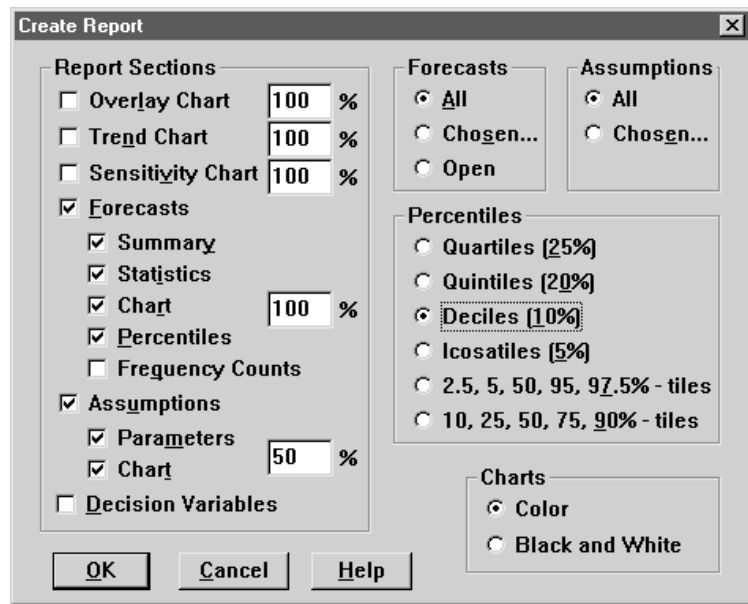 Create Report
Report Sections
Overlay Chart 100 %
Trend Chart 100 %
Sensitivity Chart 100 %
Forecasts
Summary
Statistics
Chart 100 %
Percentiles
Frequency Counts
Assumptions
Parameters
Chart 50 %
Decision Variables
Forecasts
All
Chosen...
Open
Assumptions
All
Chosen...
Percentiles
Quartiles (25%)
Quintiles (20%)
Deciles (10%)
Icosatiles (5%)
2.5, 5, 50, 95, 97.5% - tiles
10, 25, 50, 75, 90% - tiles
Charts
Color
Black and White
OK Cancel Help